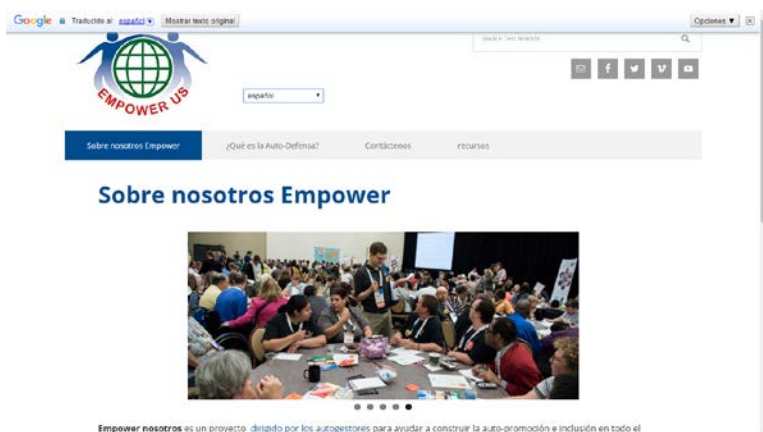 Google Traducido al: español Mostrar texto original Opciones
EMPOWER US
español
Sobre nosotros Empower ¿Qué es la Auto-Defensa? Contáctenos recursos
Sobre nosotros Empower
Empower nosotros es un proyecto dirigido por los autogestores para ayudar a construir la auto-promoción e inclusión en todo el